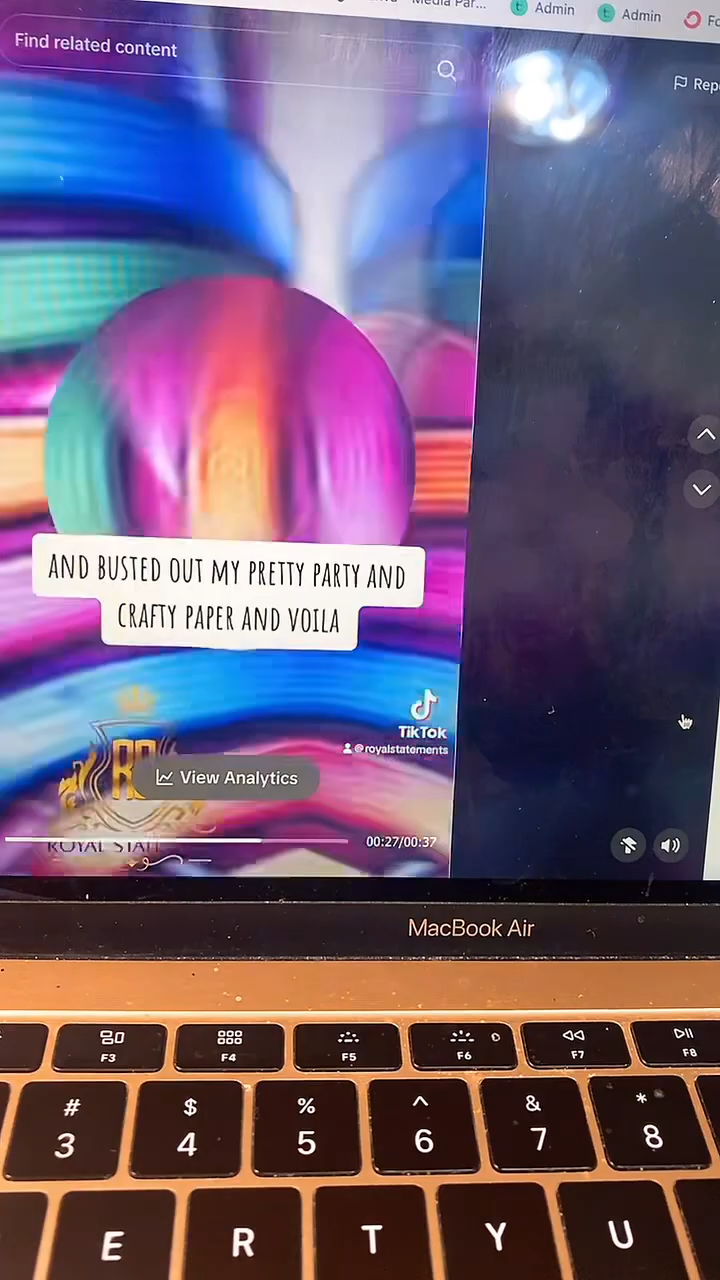 Media Par...
Admin
Admin
Find related content
AND BUSTED OUT MY PRETTY PARTY AND
CRAFTY PAPER AND VOILA
TikTok
@royalstatements
View Analytics
00:27/00:37
MacBook Air
F3
F4
F5
F6
F7
F8
# $ % ^ & *
3 4 5 6 7 8
E R T Y U